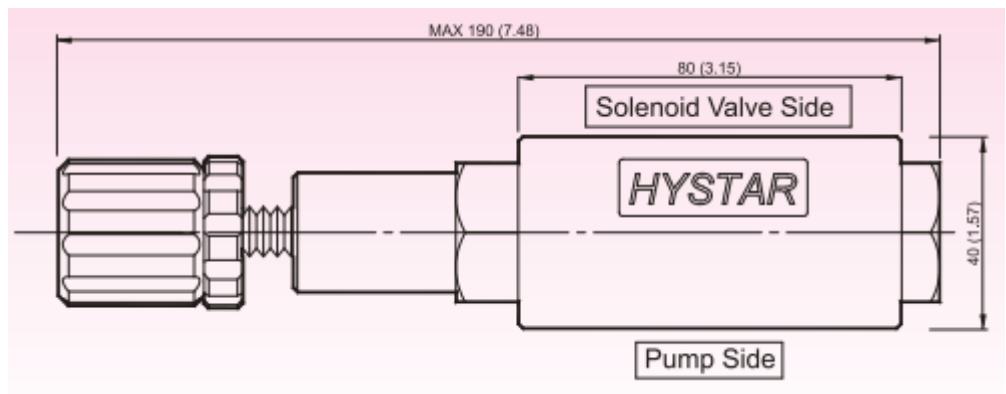 MAX 190 (7.48)
80 (3.15)
Solenoid Valve Side
HYSTAR
40 (1.57)
Pump Side